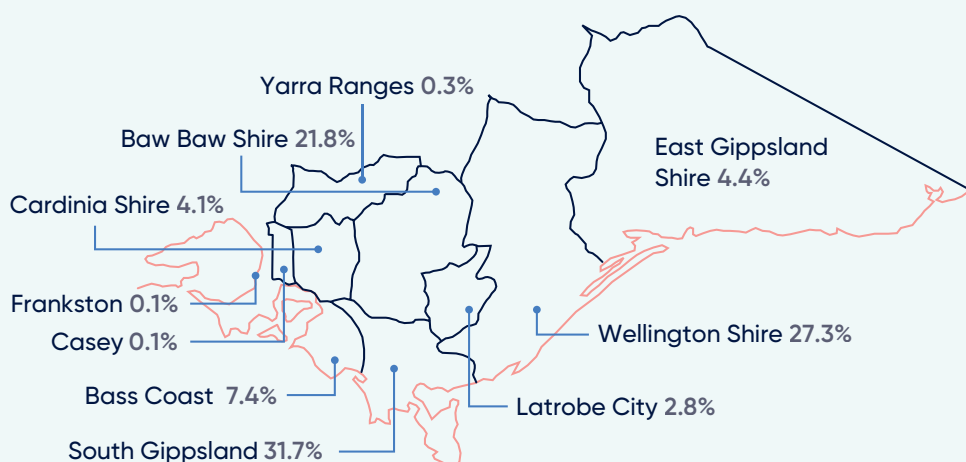 Yarra Ranges 0.3%
Baw Baw Shire 21.8%
East Gippsland
Shire 4.4%
Cardinia Shire 4.1%
Frankston 0.1%
Casey 0.1%
Wellington Shire 27.3%
Bass Coast 7.4%
Latrobe City 2.8%
South Gippsland 31.7%